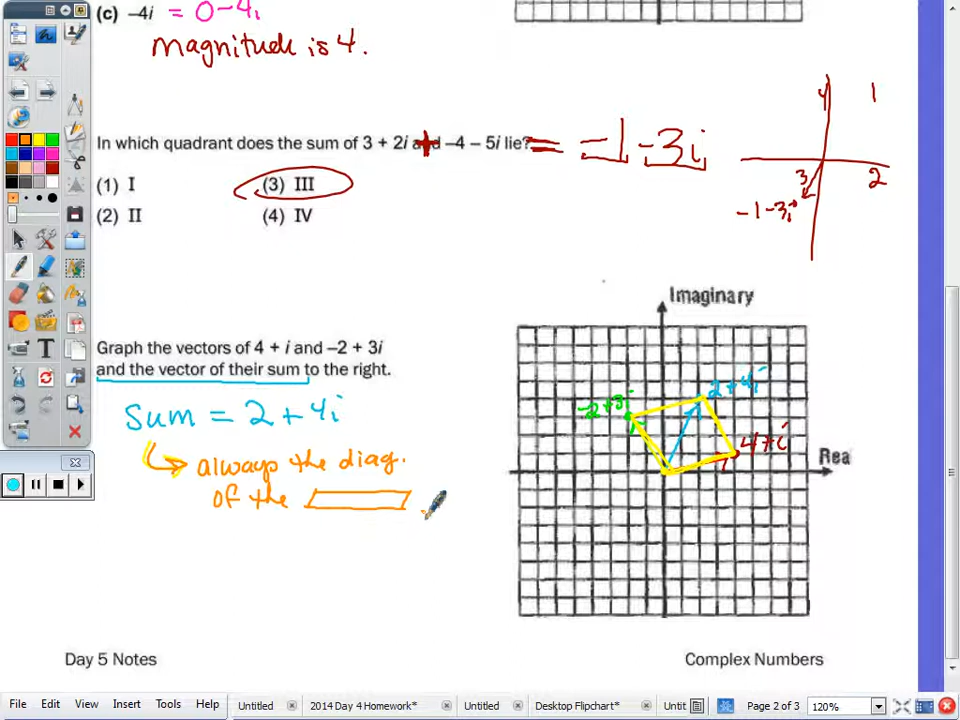 (c) –4i = 0-4i
magnitude is 4.
In which quadrant does the sum of 3 + 2i + –4 – 5i lie? = -1 -3i
(1) I
(3) III
(2) II
(4) IV
y
1
3
2
-1-3i
Imaginary
Graph the vectors of 4 + i and –2 + 3i
and the vector of their sum to the right.
2+4i
-2+3i
Sum = 2 + 4i
4+i
Rea
always the diag.
of the
Day 5 Notes
Complex Numbers
T
File Edit View Insert Tools Help Untitled 2014 Day 4 Homework* Untitled Desktop Flipchart* Untit Page 2 of 3 120%